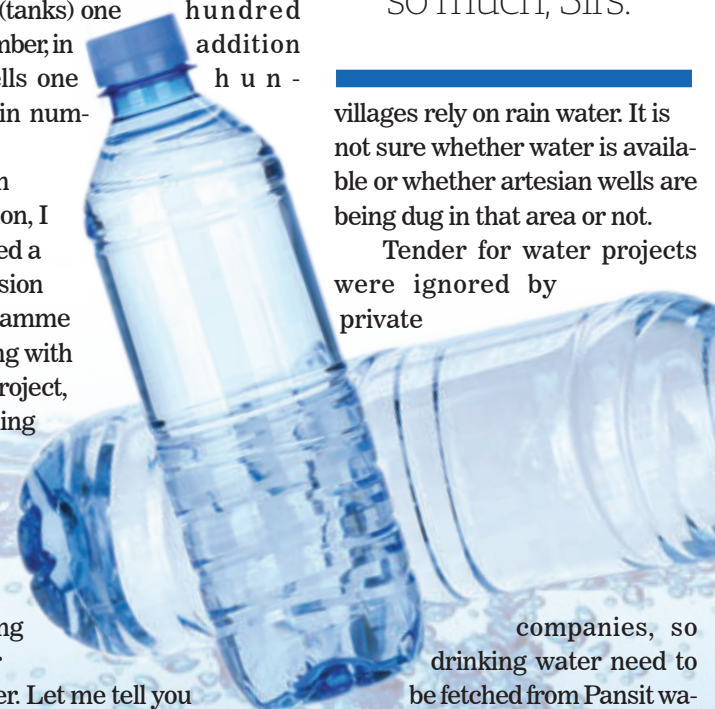 (tanks) one hundred
mber, in addition
ells one hun-
in num-
n
on, I
ed a
sion
amme
ng with
roject,
ing
ng
r
er. Let me tell you
so much, Sirs.
villages rely on rain water. It is
not sure whether water is availa-
ble or whether artesian wells are
being dug in that area or not.
Tender for water projects
were ignored by
private
companies, so
drinking water need to
be fetched from Pansit wa-